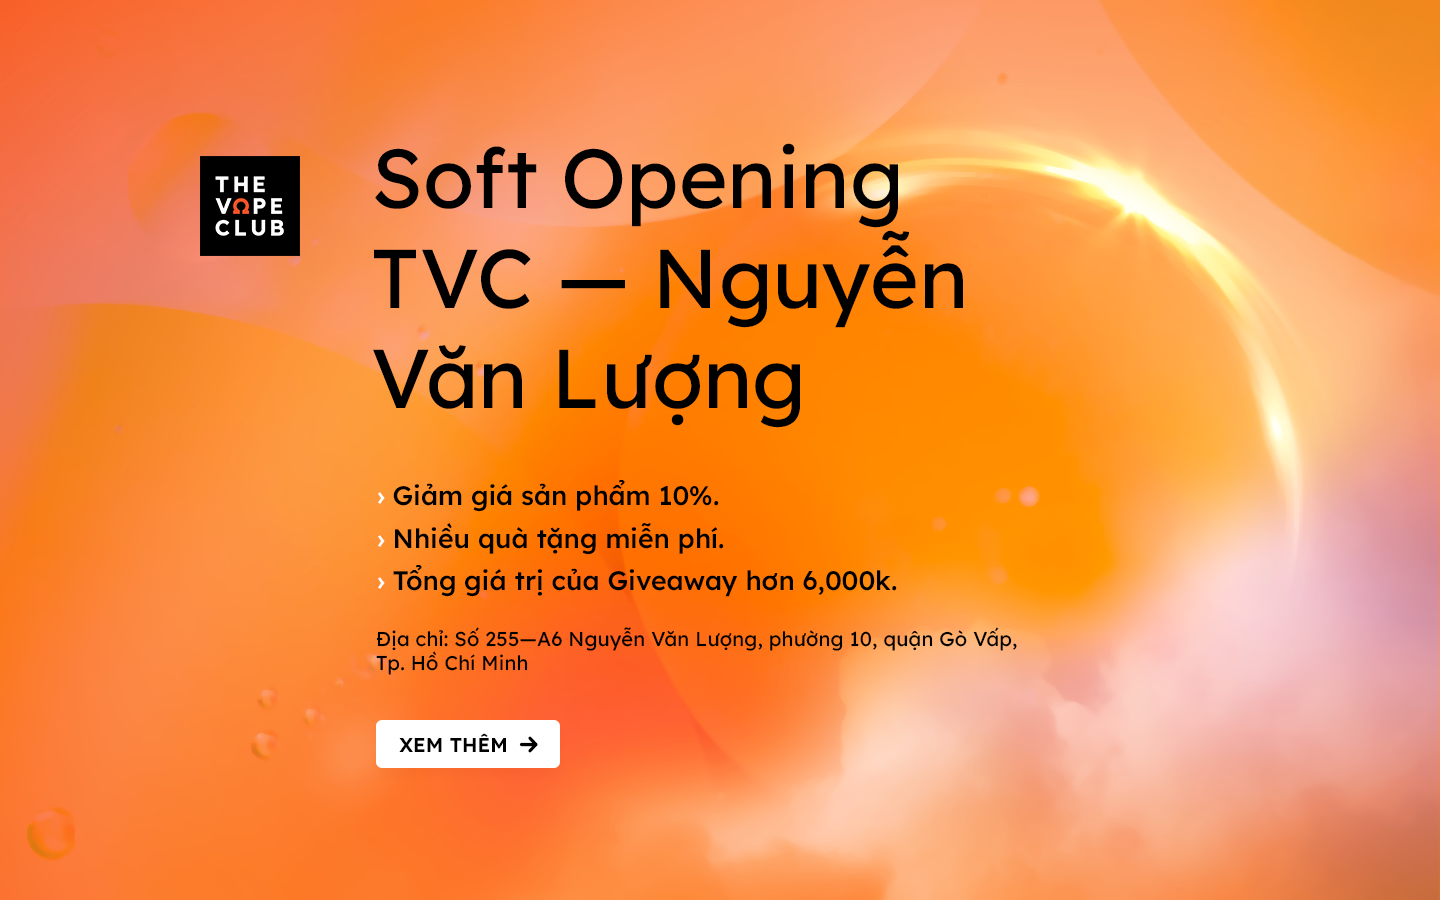 THE
VΩPE
CLUB
Soft Opening
TVC — Nguyễn
Văn Lượng
› Giảm giá sản phẩm 10%.
› Nhiều quà tặng miễn phí.
› Tổng giá trị của Giveaway hơn 6,000k.
Địa chỉ: Số 255—A6 Nguyễn Văn Lượng, phường 10, quận Gò Vấp,
Tp. Hồ Chí Minh
XEM THÊM →